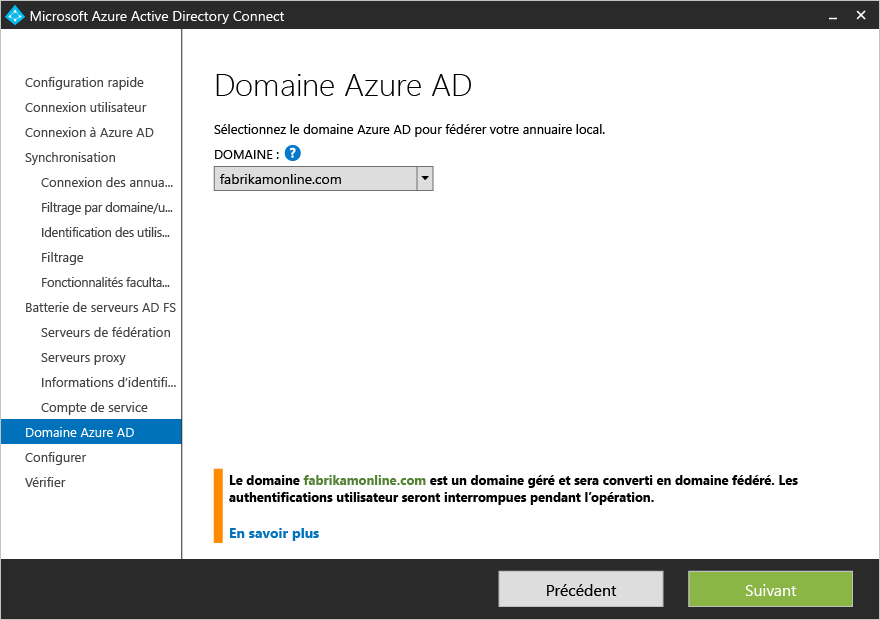 Microsoft Azure Active Directory Connect
Configuration rapide
Connexion utilisateur
Connexion à Azure AD
Synchronisation
Connexion des annua...
Filtrage par domaine/u...
Identification des utilis...
Filtrage
Fonctionnalités faculta...
Batterie de serveurs AD FS
Serveurs de fédération
Serveurs proxy
Informations d'identifi...
Compte de service
Domaine Azure AD
Configurer
Vérifier
Domaine Azure AD
Sélectionnez le domaine Azure AD pour fédérer votre annuaire local.
DOMAINE : ?
fabrikamonline.com
Le domaine fabrikamonline.com est un domaine géré et sera converti en domaine fédéré. Les
authentifications utilisateur seront interrompues pendant l'opération.
En savoir plus
Précédent
Suivant